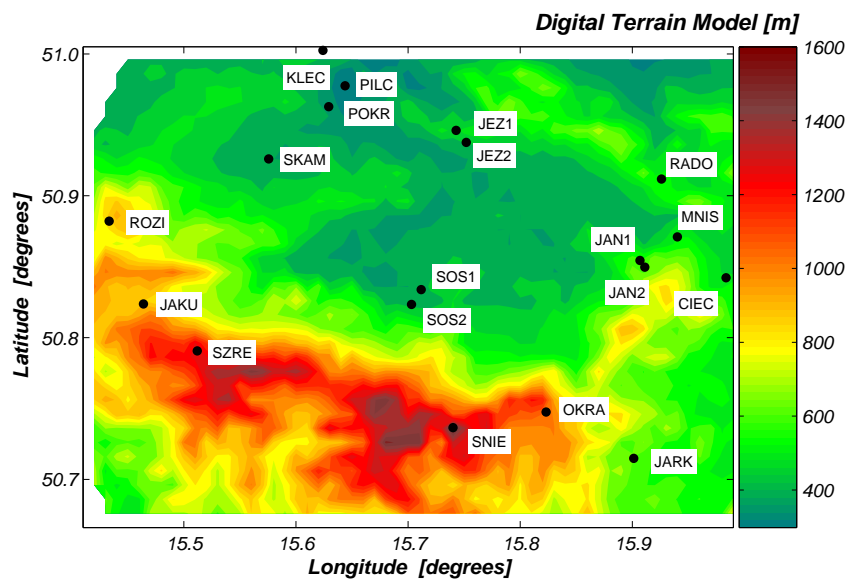 Digital Terrain Model [m]
51.0
50.9
50.8
50.7
Latitude [degrees]
KLEC
PILC
POKR
JEZ1
JEZ2
SKAM
RADO
MNIS
ROZI
JAN1
JAN2
CIEC
SOS1
SOS2
JAKU
SZRE
OKRA
SNIE
JARK
1600
1400
1200
1000
800
600
400
15.5
15.6
15.7
15.8
15.9
Longitude [degrees]